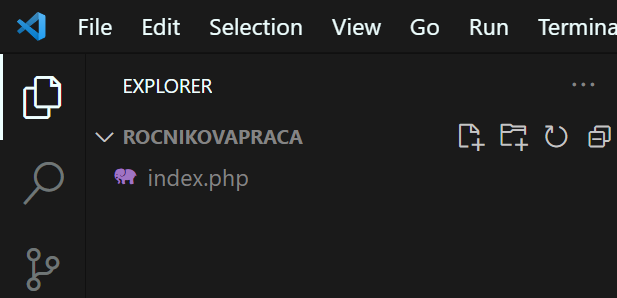 File Edit Selection View Go Run Termina
EXPLORER
ROCNIKOVAPRACA
index.php